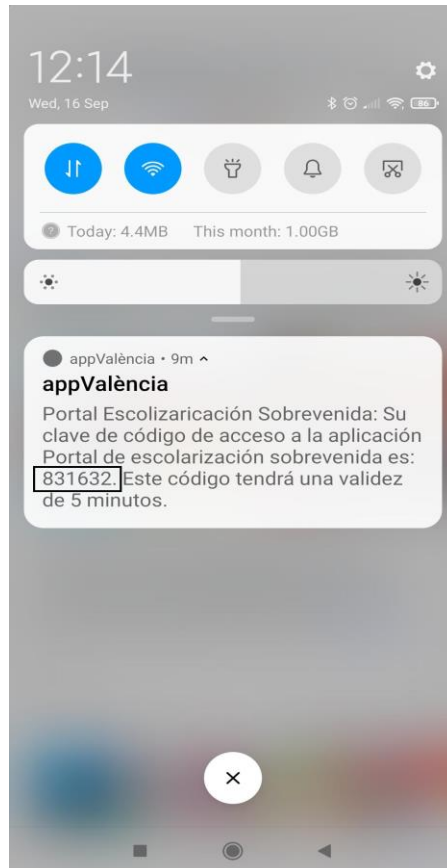 12:14
Wed, 16 Sep
86
Today: 4.4MB This month: 1.00GB
appValència • 9m
appValència
Portal Escolizaricación Sobrevenida: Su
clave de código de acceso a la aplicación
Portal de escolarización sobrevenida es:
831632. Este código tendrá una validez
de 5 minutos.